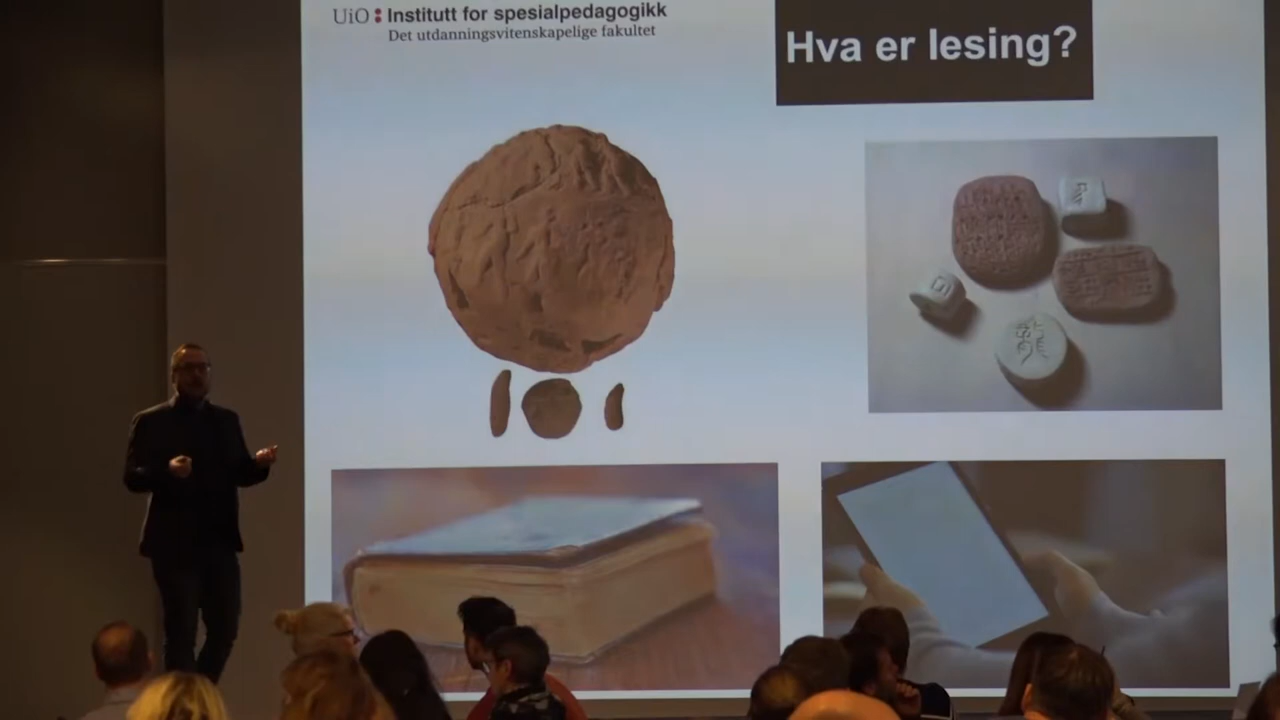 UiO : Institutt for spesialpedagogikk
Det utdanningsvitenskapelige fakultet
Hva er lesing?